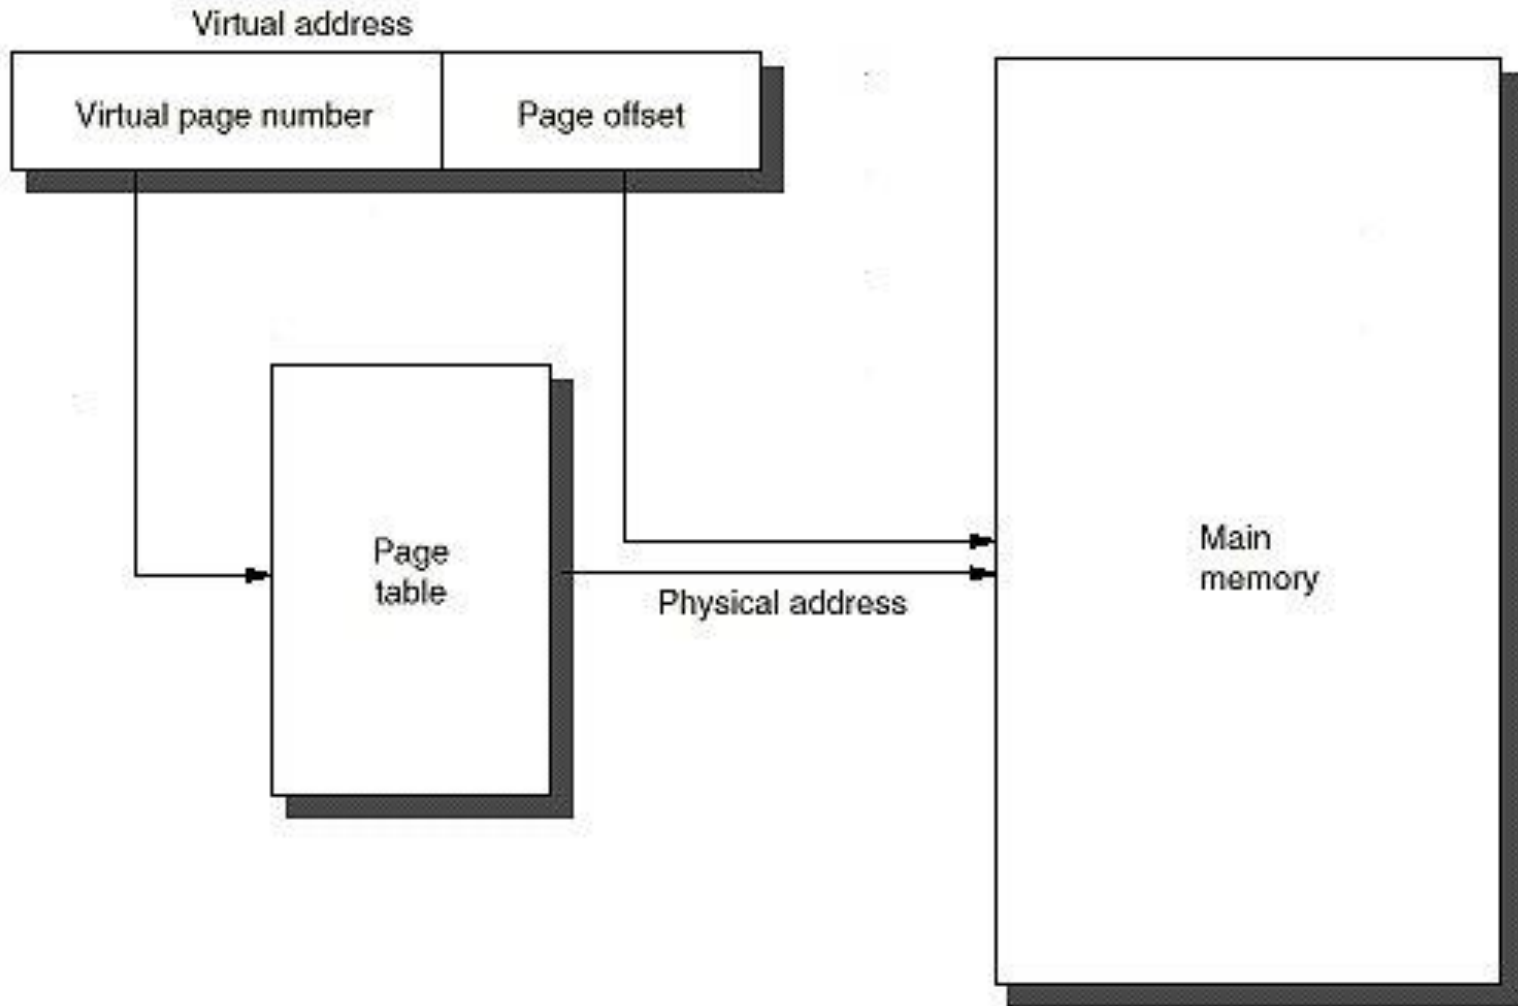 Virtual address
Virtual page number
Page offset
Page
table
Physical address
Main
memory